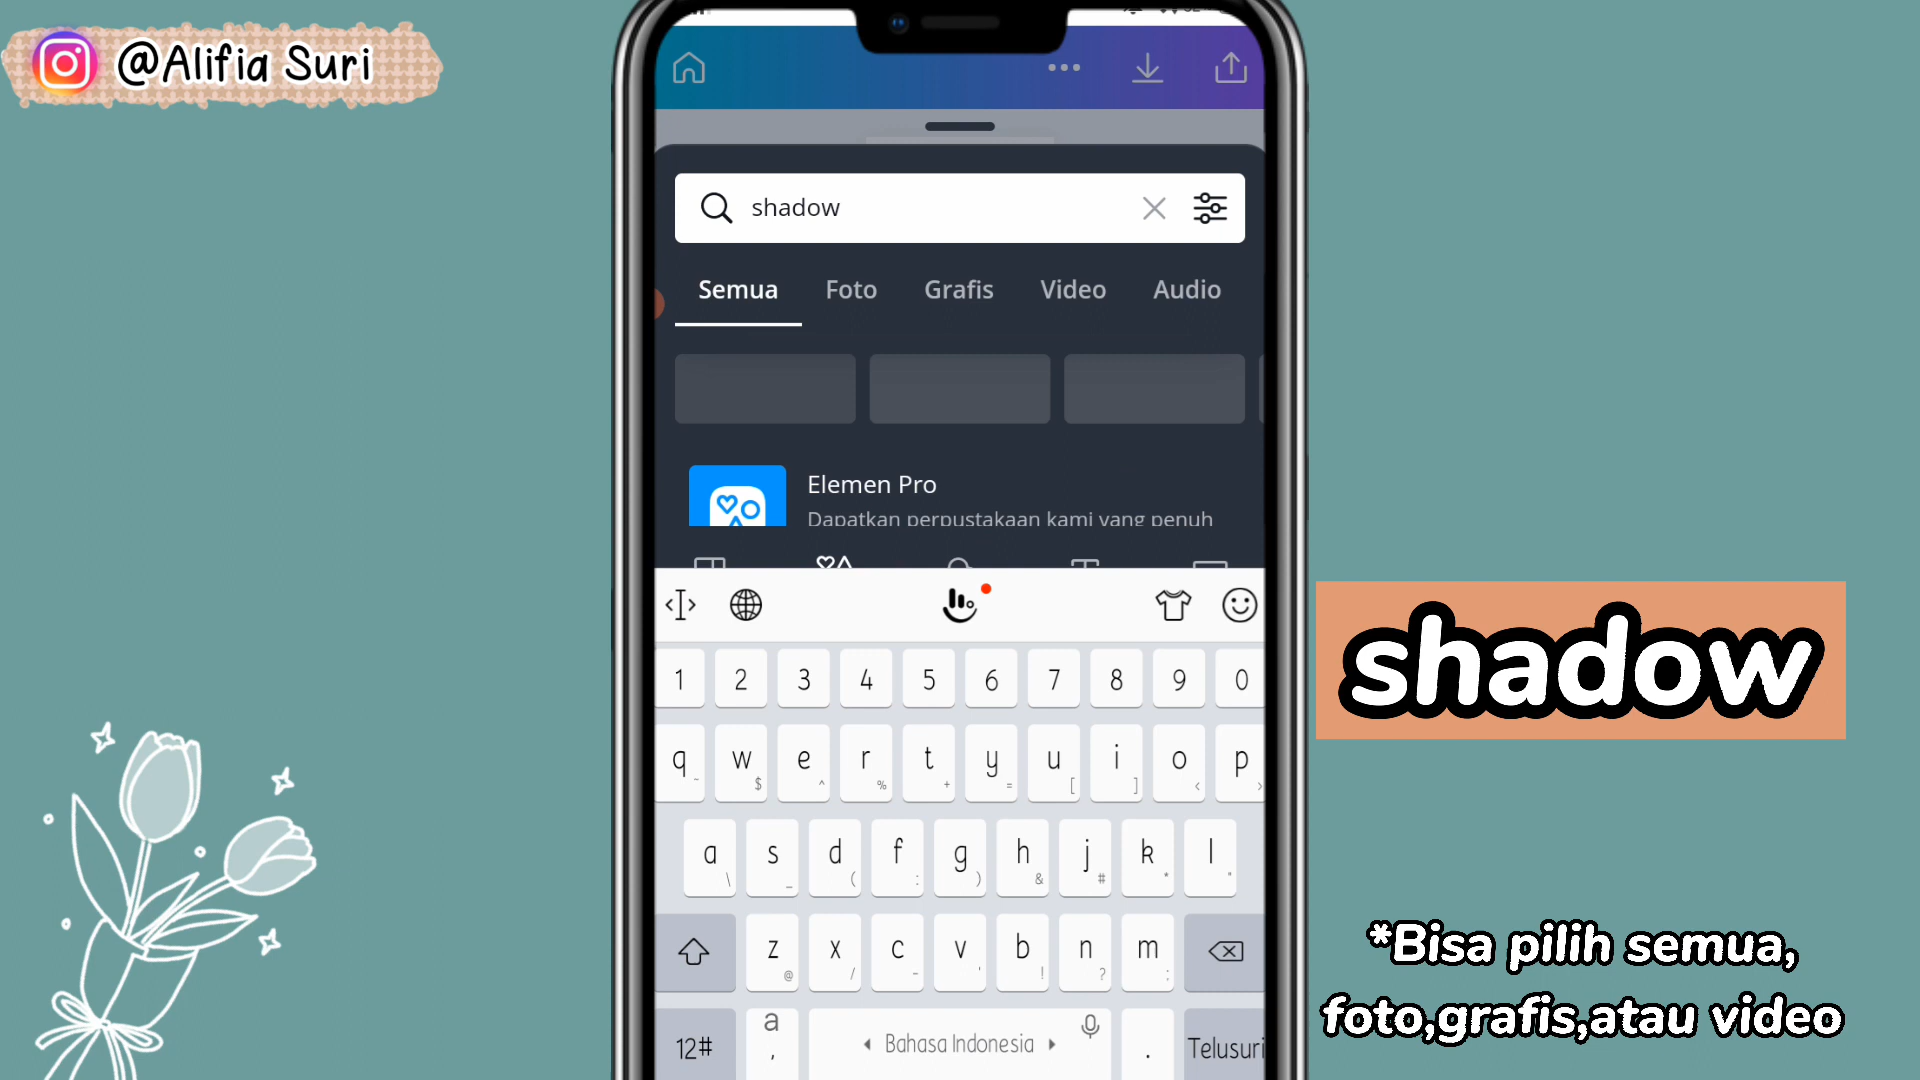 @Alifia Suri
shadow
Semua Foto Grafis Video Audio
Elemen Pro
Dapatkan perpustakaan kami yang penuh
1 2 3 4 5 6 7 8 9 0
q w e r t y u i o p
~ $ ^ % + = [ ] < >
a s d f g h j k l
\ _ ( : ) & # * "
z x c v b n m
@ / - ' ! ? :
12# a , Bahasa Indonesia . Telusuri
shadow
*Bisa pilih semua,
foto,grafis,atau video